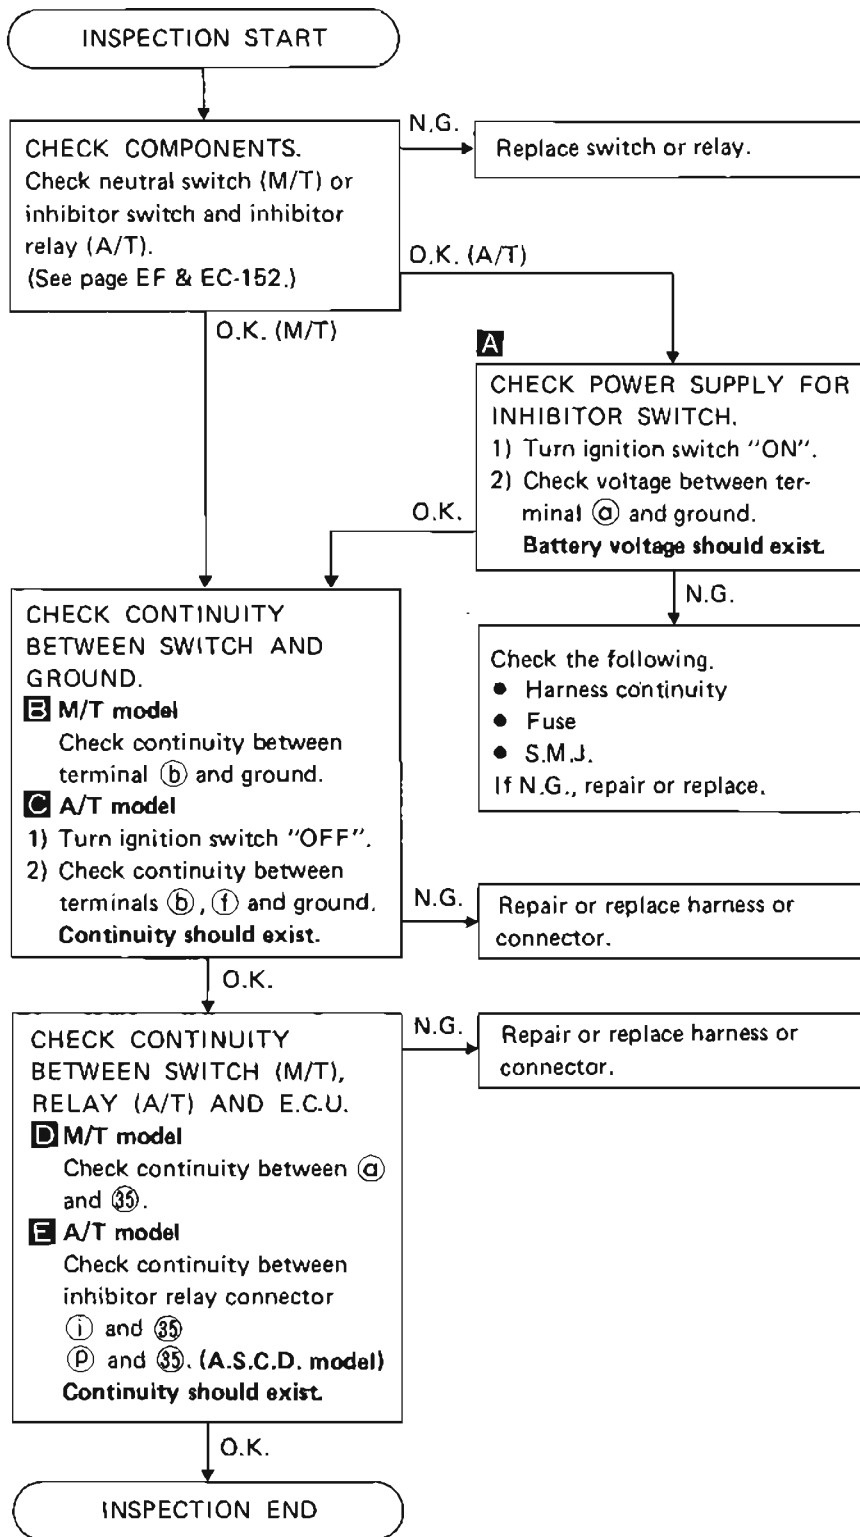 INSPECTION START
CHECK COMPONENTS.
Check neutral switch (M/T) or
inhibitor switch and inhibitor
relay (A/T).
(See page EF & EC-152.)
N.G.
Replace switch or relay.
O.K. (A/T)
O.K. (M/T)
A
CHECK POWER SUPPLY FOR
INHIBITOR SWITCH.
1) Turn ignition switch "ON".
2) Check voltage between ter-
minal ⓐ and ground.
Battery voltage should exist.
O.K.
N.G.
Check the following.
● Harness continuity
● Fuse
● S.M.J.
If N.G., repair or replace.
CHECK CONTINUITY
BETWEEN SWITCH AND
GROUND.
B M/T model
Check continuity between
terminal ⓑ and ground.
C A/T model
1) Turn ignition switch "OFF".
2) Check continuity between
terminals ⓑ, ⓕ and ground.
Continuity should exist.
N.G.
Repair or replace harness or
connector.
O.K.
CHECK CONTINUITY
BETWEEN SWITCH (M/T),
RELAY (A/T) AND E.C.U.
D M/T model
Check continuity between ⓐ
and ㉟.
E A/T model
Check continuity between
inhibitor relay connector
ⓘ and ㉟
ⓟ and ㉟. (A.S.C.D. model)
Continuity should exist.
N.G.
Repair or replace harness or
connector.
O.K.
INSPECTION END